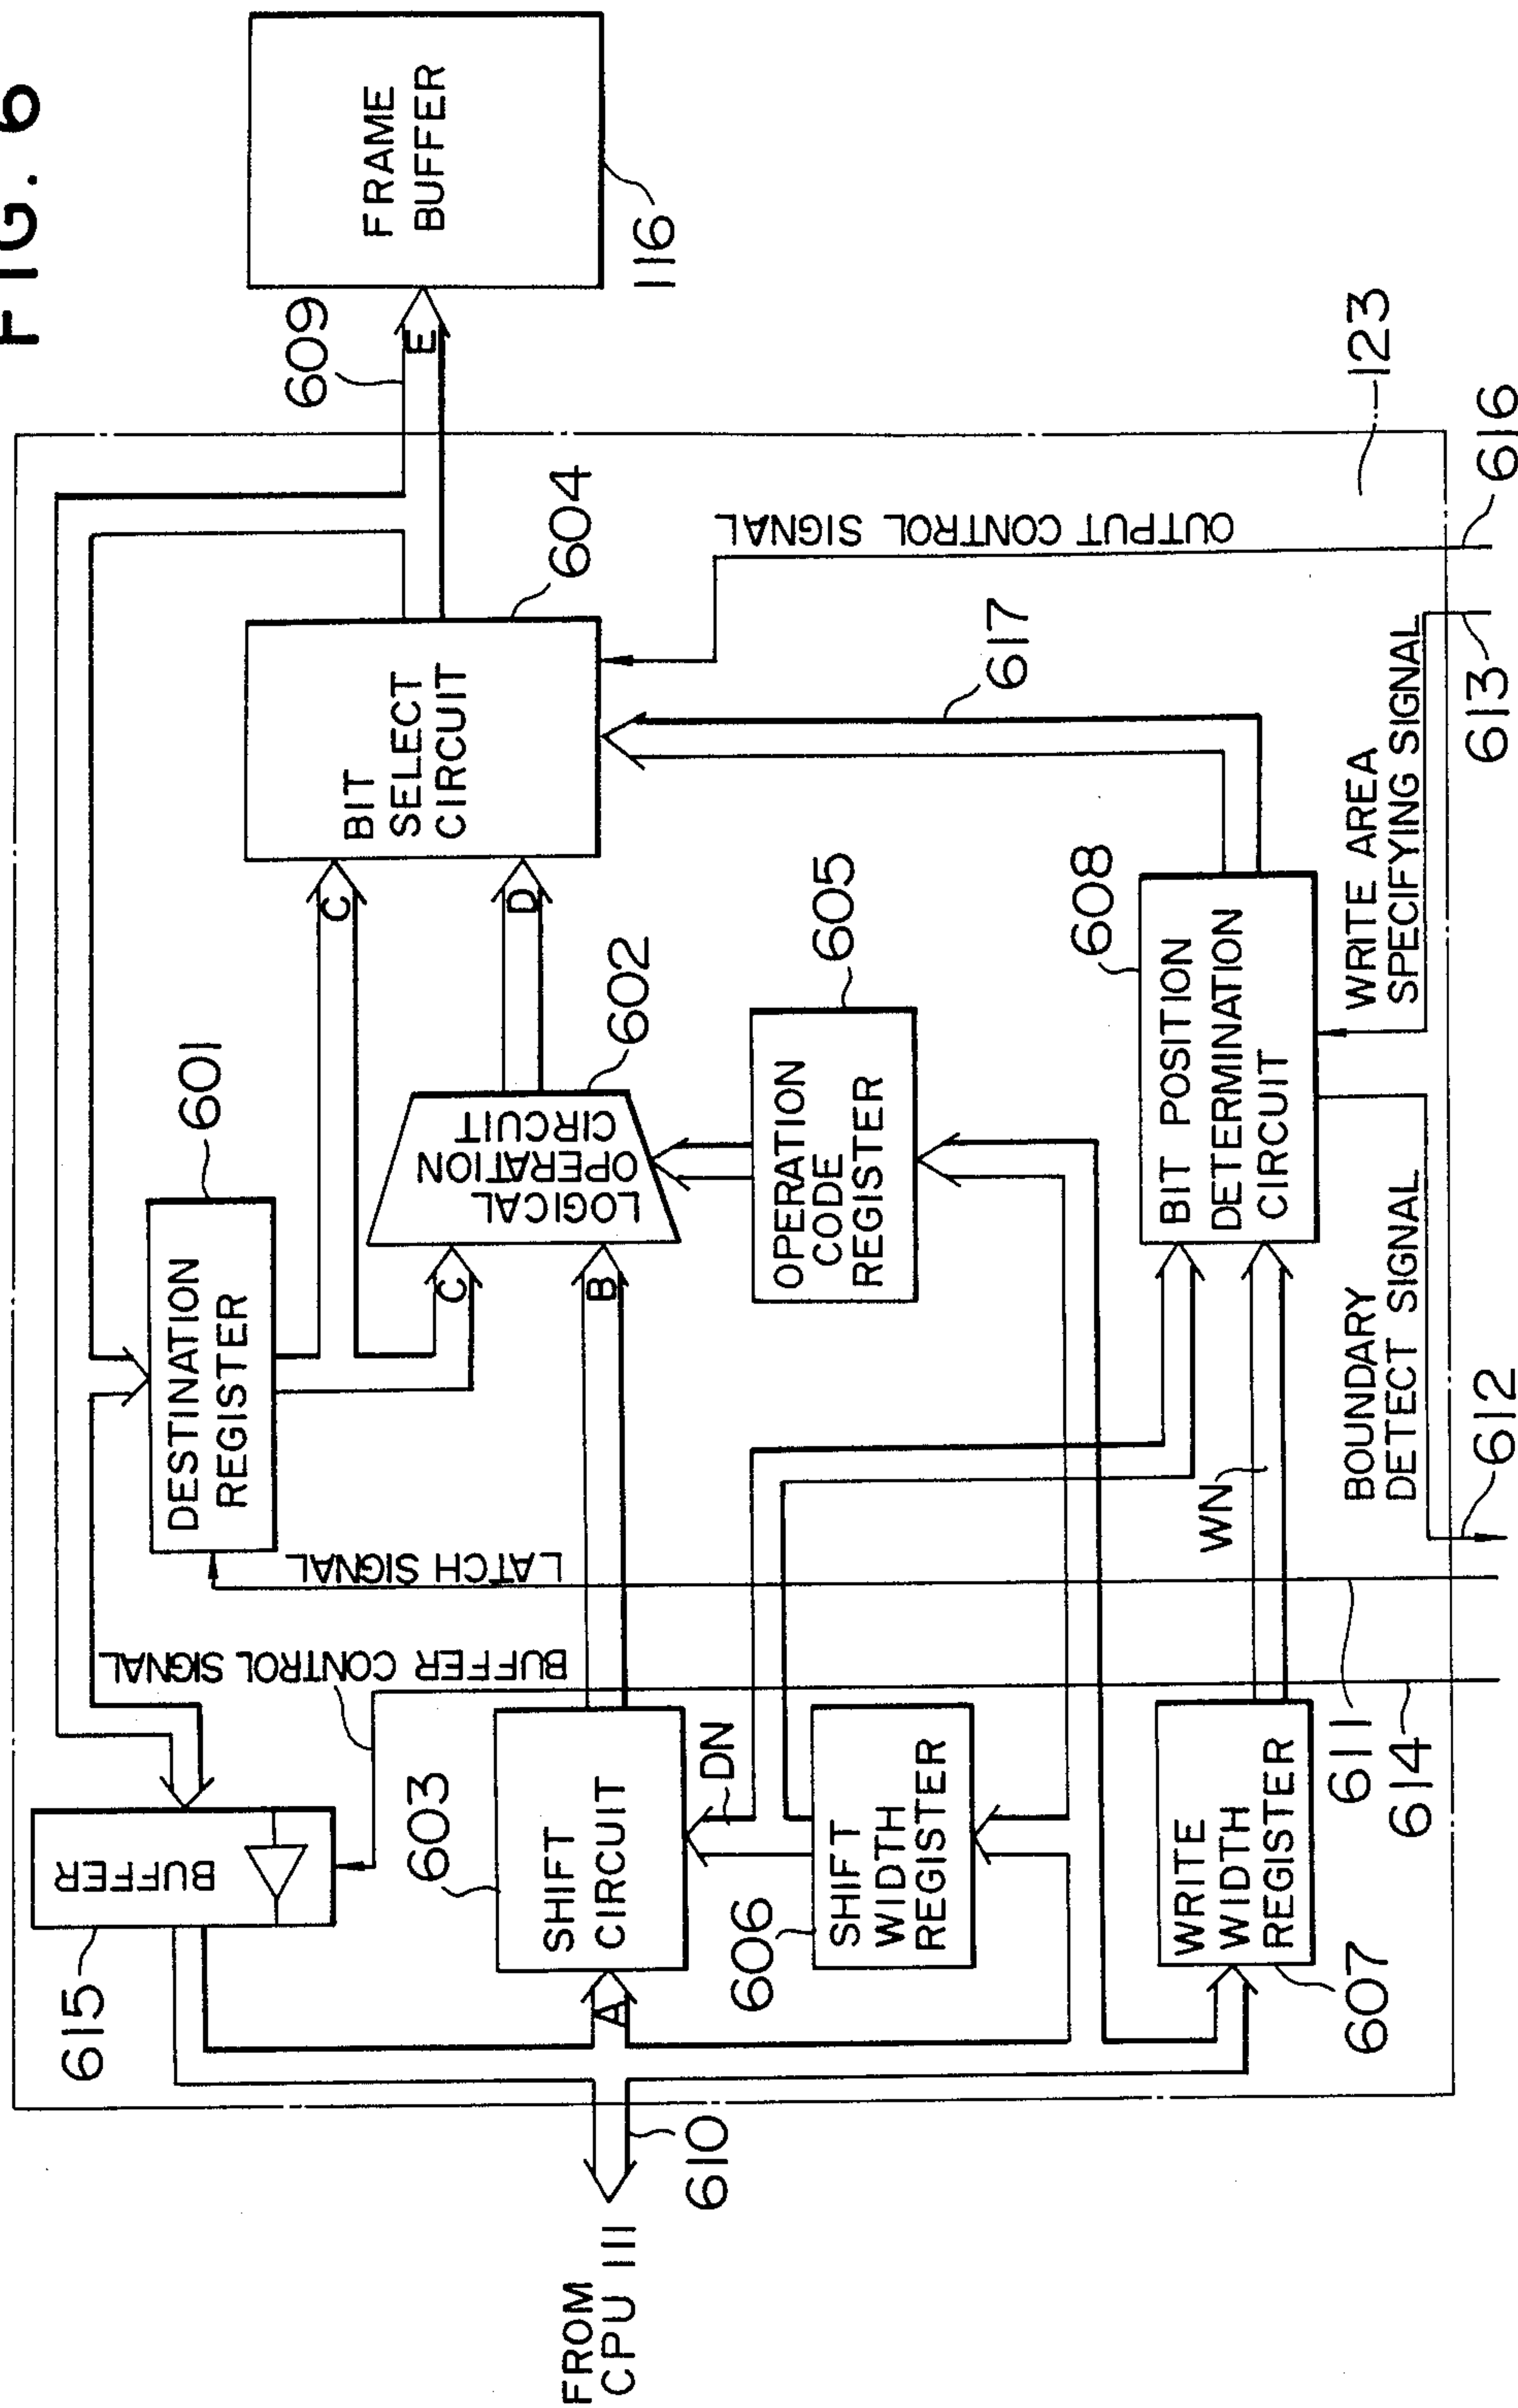 FIG. 6
FRAME
BUFFER
116
609
E
BIT
SELECT
CIRCUIT
604
OUTPUT CONTROL SIGNAL
616
123
617
WRITE AREA
SPECIFYING SIGNAL
613
C
D
DESTINATION
REGISTER
601
LOGICAL
OPERATION
CIRCUIT
602
C
B
OPERATION
CODE
REGISTER
605
BIT POSITION
DETERMINATION
CIRCUIT
608
BOUNDARY
DETECT SIGNAL
612
LATCH SIGNAL
611
BUFFER CONTROL SIGNAL
614
BUFFER
615
SHIFT
CIRCUIT
603
DN
SHIFT
WIDTH
REGISTER
606
WN
WRITE
WIDTH
REGISTER
607
A
610
FROM
CPU 111